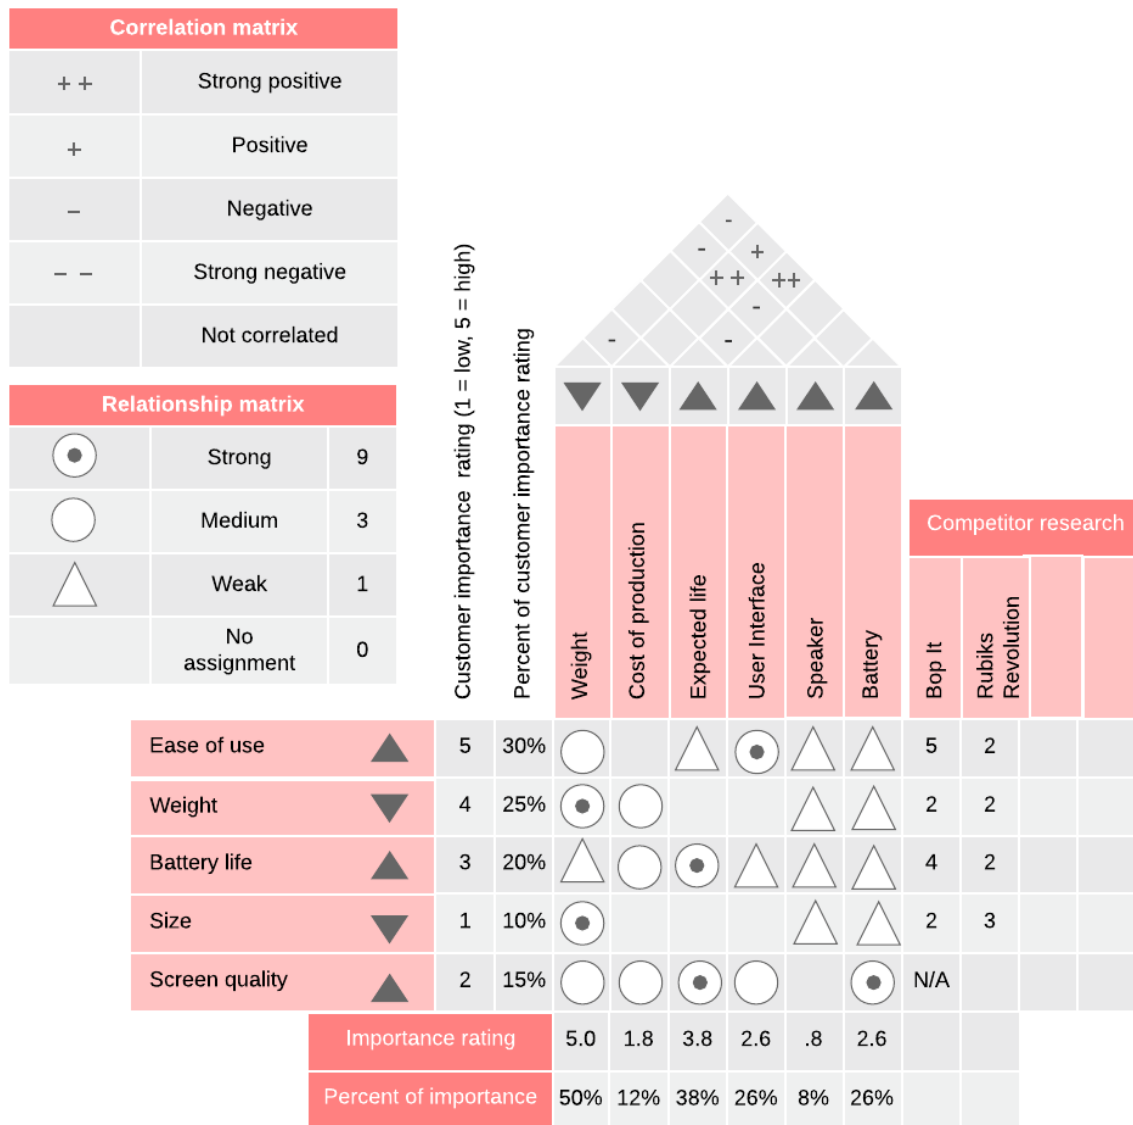 Correlation matrix
+ + Strong positive
+ Positive
– Negative
– – Strong negative
Not correlated
Relationship matrix
Strong 9
Medium 3
Weak 1
No
assignment 0
Customer importance rating (1 = low, 5 = high)
Percent of customer importance rating
-
- +
+ + ++
-
- -
Weight
Cost of production
Expected life
User Interface
Speaker
Battery
Competitor research
Bop It
Rubiks
Revolution
Ease of use 5 30% 5 2
Weight 4 25% 2 2
Battery life 3 20% 4 2
Size 1 10% 2 3
Screen quality 2 15% N/A
Importance rating 5.0 1.8 3.8 2.6 .8 2.6
Percent of importance 50% 12% 38% 26% 8% 26%